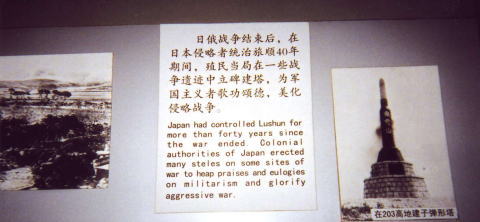 日俄战争结束后，在
日本侵略者统治旅顺40年
期间，殖民当局在一些战
争遗迹中立碑建塔，为军
国主义者歌功颂德，美化
侵略战争。
Japan had controlled Lushun for
more than forty years since
the war ended. Colonial
authorities of Japan erected
many steles on some sites of
war to heap praises and eulogies
on militarism and glorify
aggressive war.
在203高地建子弹形塔